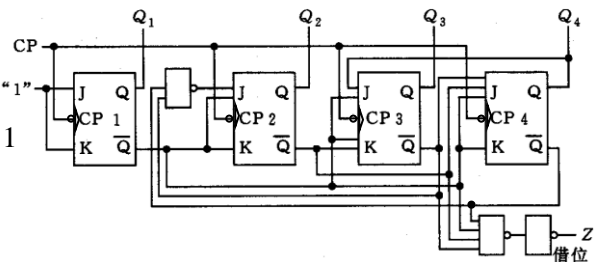 Q1 Q2 Q3 Q4
CP
"1"
J Q J Q J Q J Q
CP 1 CP 2 CP 3 CP 4
1
K Q̅ K Q̅ K Q̅ K Q̅
Z
借位